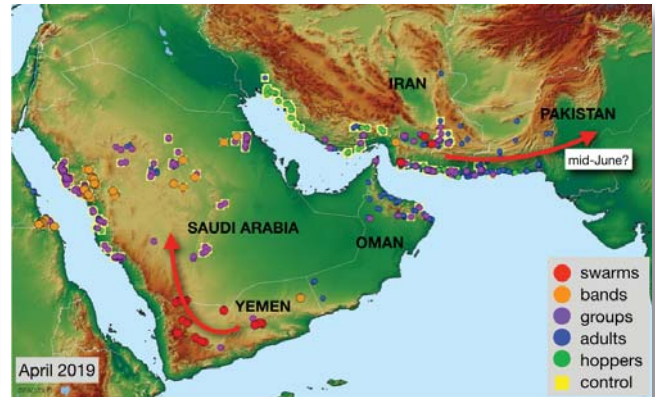 IRAN
PAKISTAN
mid-June?
SAUDI ARABIA
OMAN
YEMEN
swarms
bands
groups
adults
hoppers
control
April 2019